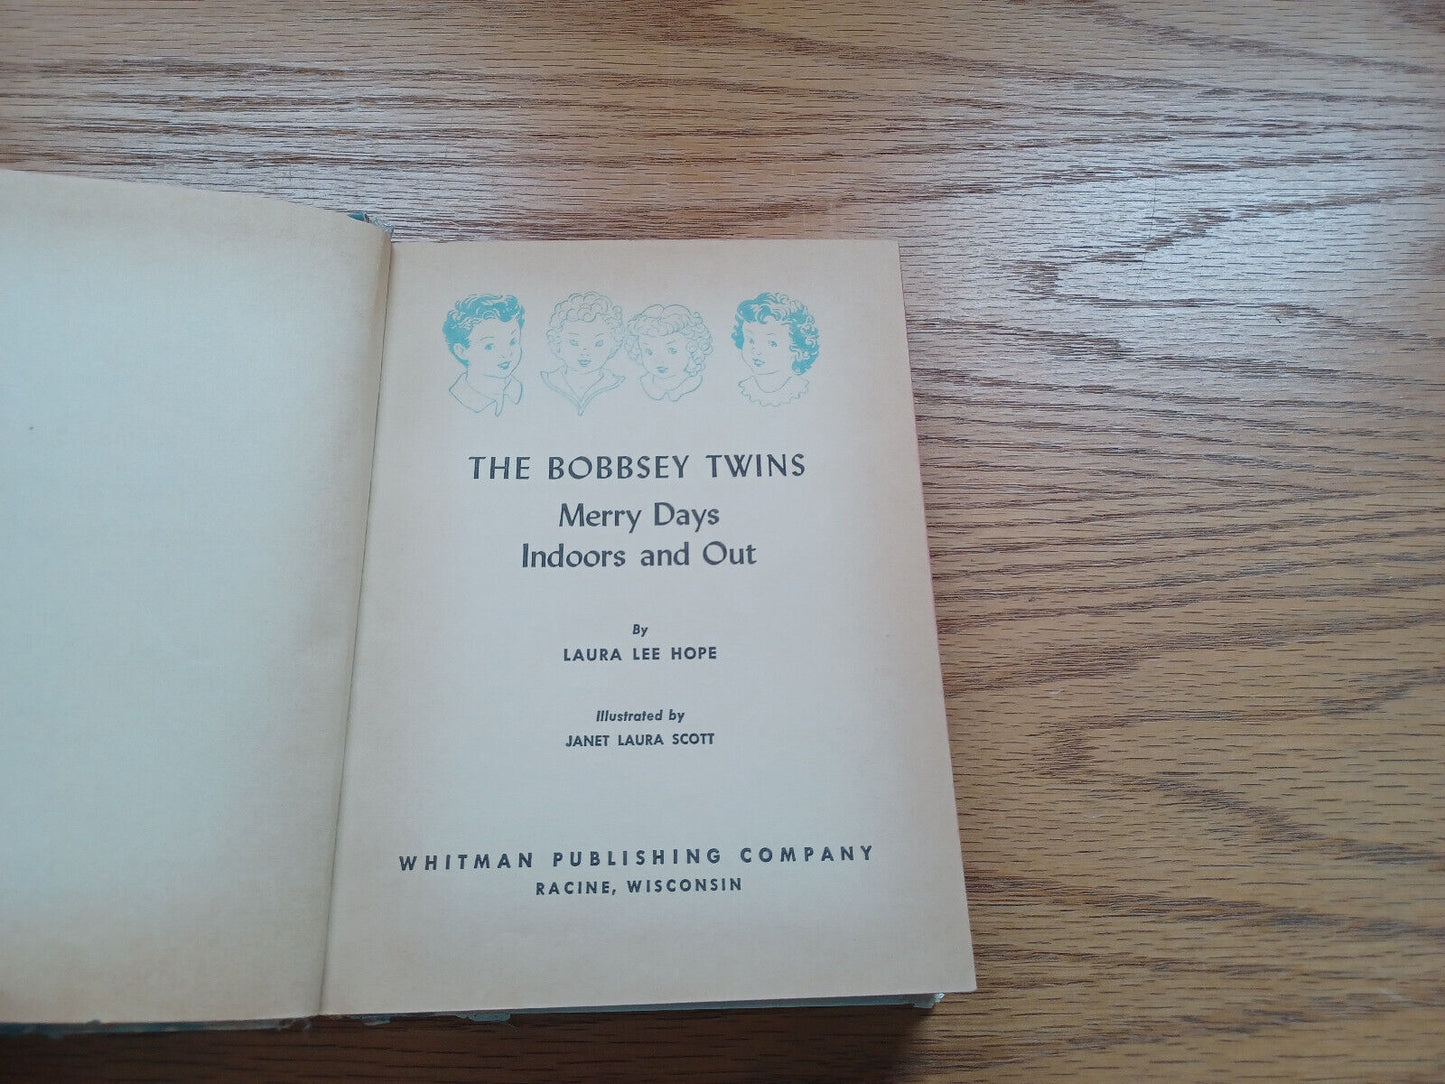 THE BOBBSEY TWINS
Merry Days
Indoors and Out
By
LAURA LEE HOPE
Illustrated by
JANET LAURA SCOTT
WHITMAN PUBLISHING COMPANY
RACINE, WISCONSIN